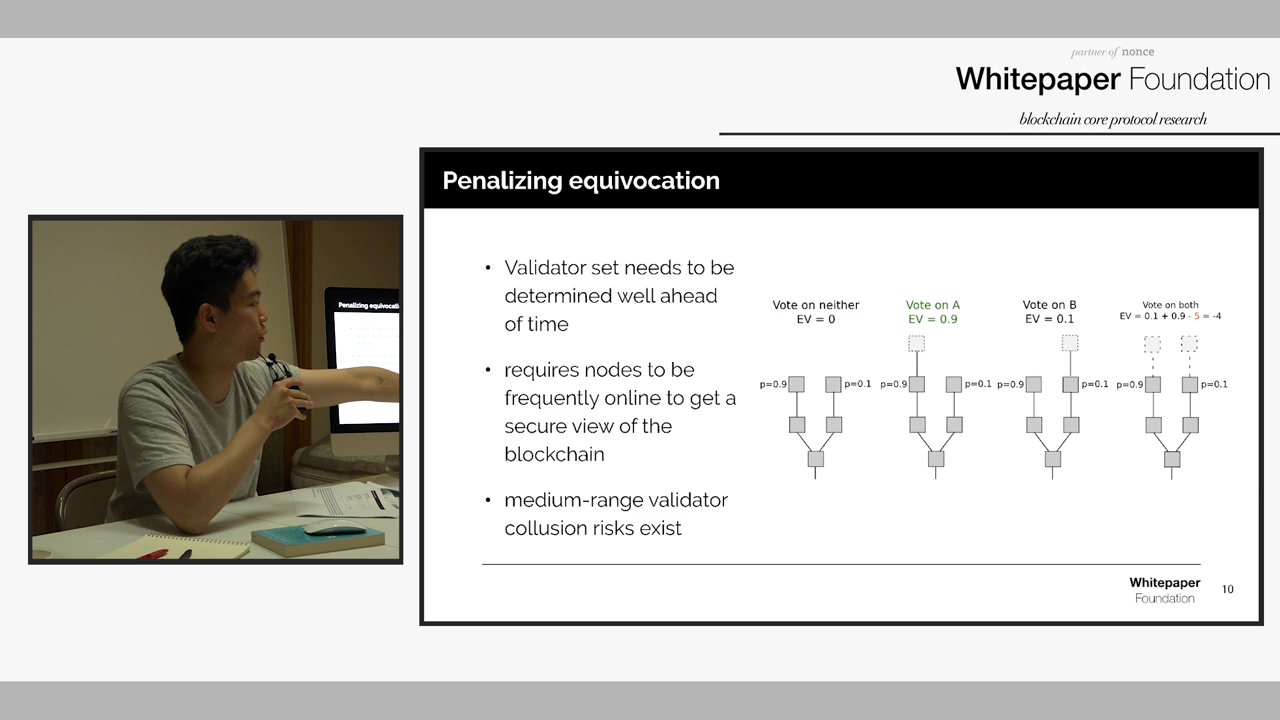 partner of nonce
Whitepaper Foundation
blockchain core protocol research
Penalizing equivocation
• Validator set needs to be
determined well ahead
of time
• requires nodes to be
frequently online to get a
secure view of the
blockchain
• medium-range validator
collusion risks exist
Vote on neither
EV = 0
Vote on A
EV = 0.9
Vote on B
EV = 0.1
Vote on both
EV = 0.1 + 0.9 - 5 = -4
p=0.9 p=0.1 p=0.9 p=0.1 p=0.9 p=0.1 p=0.9 p=0.1
Whitepaper
Foundation
10
Penalizing equivocati